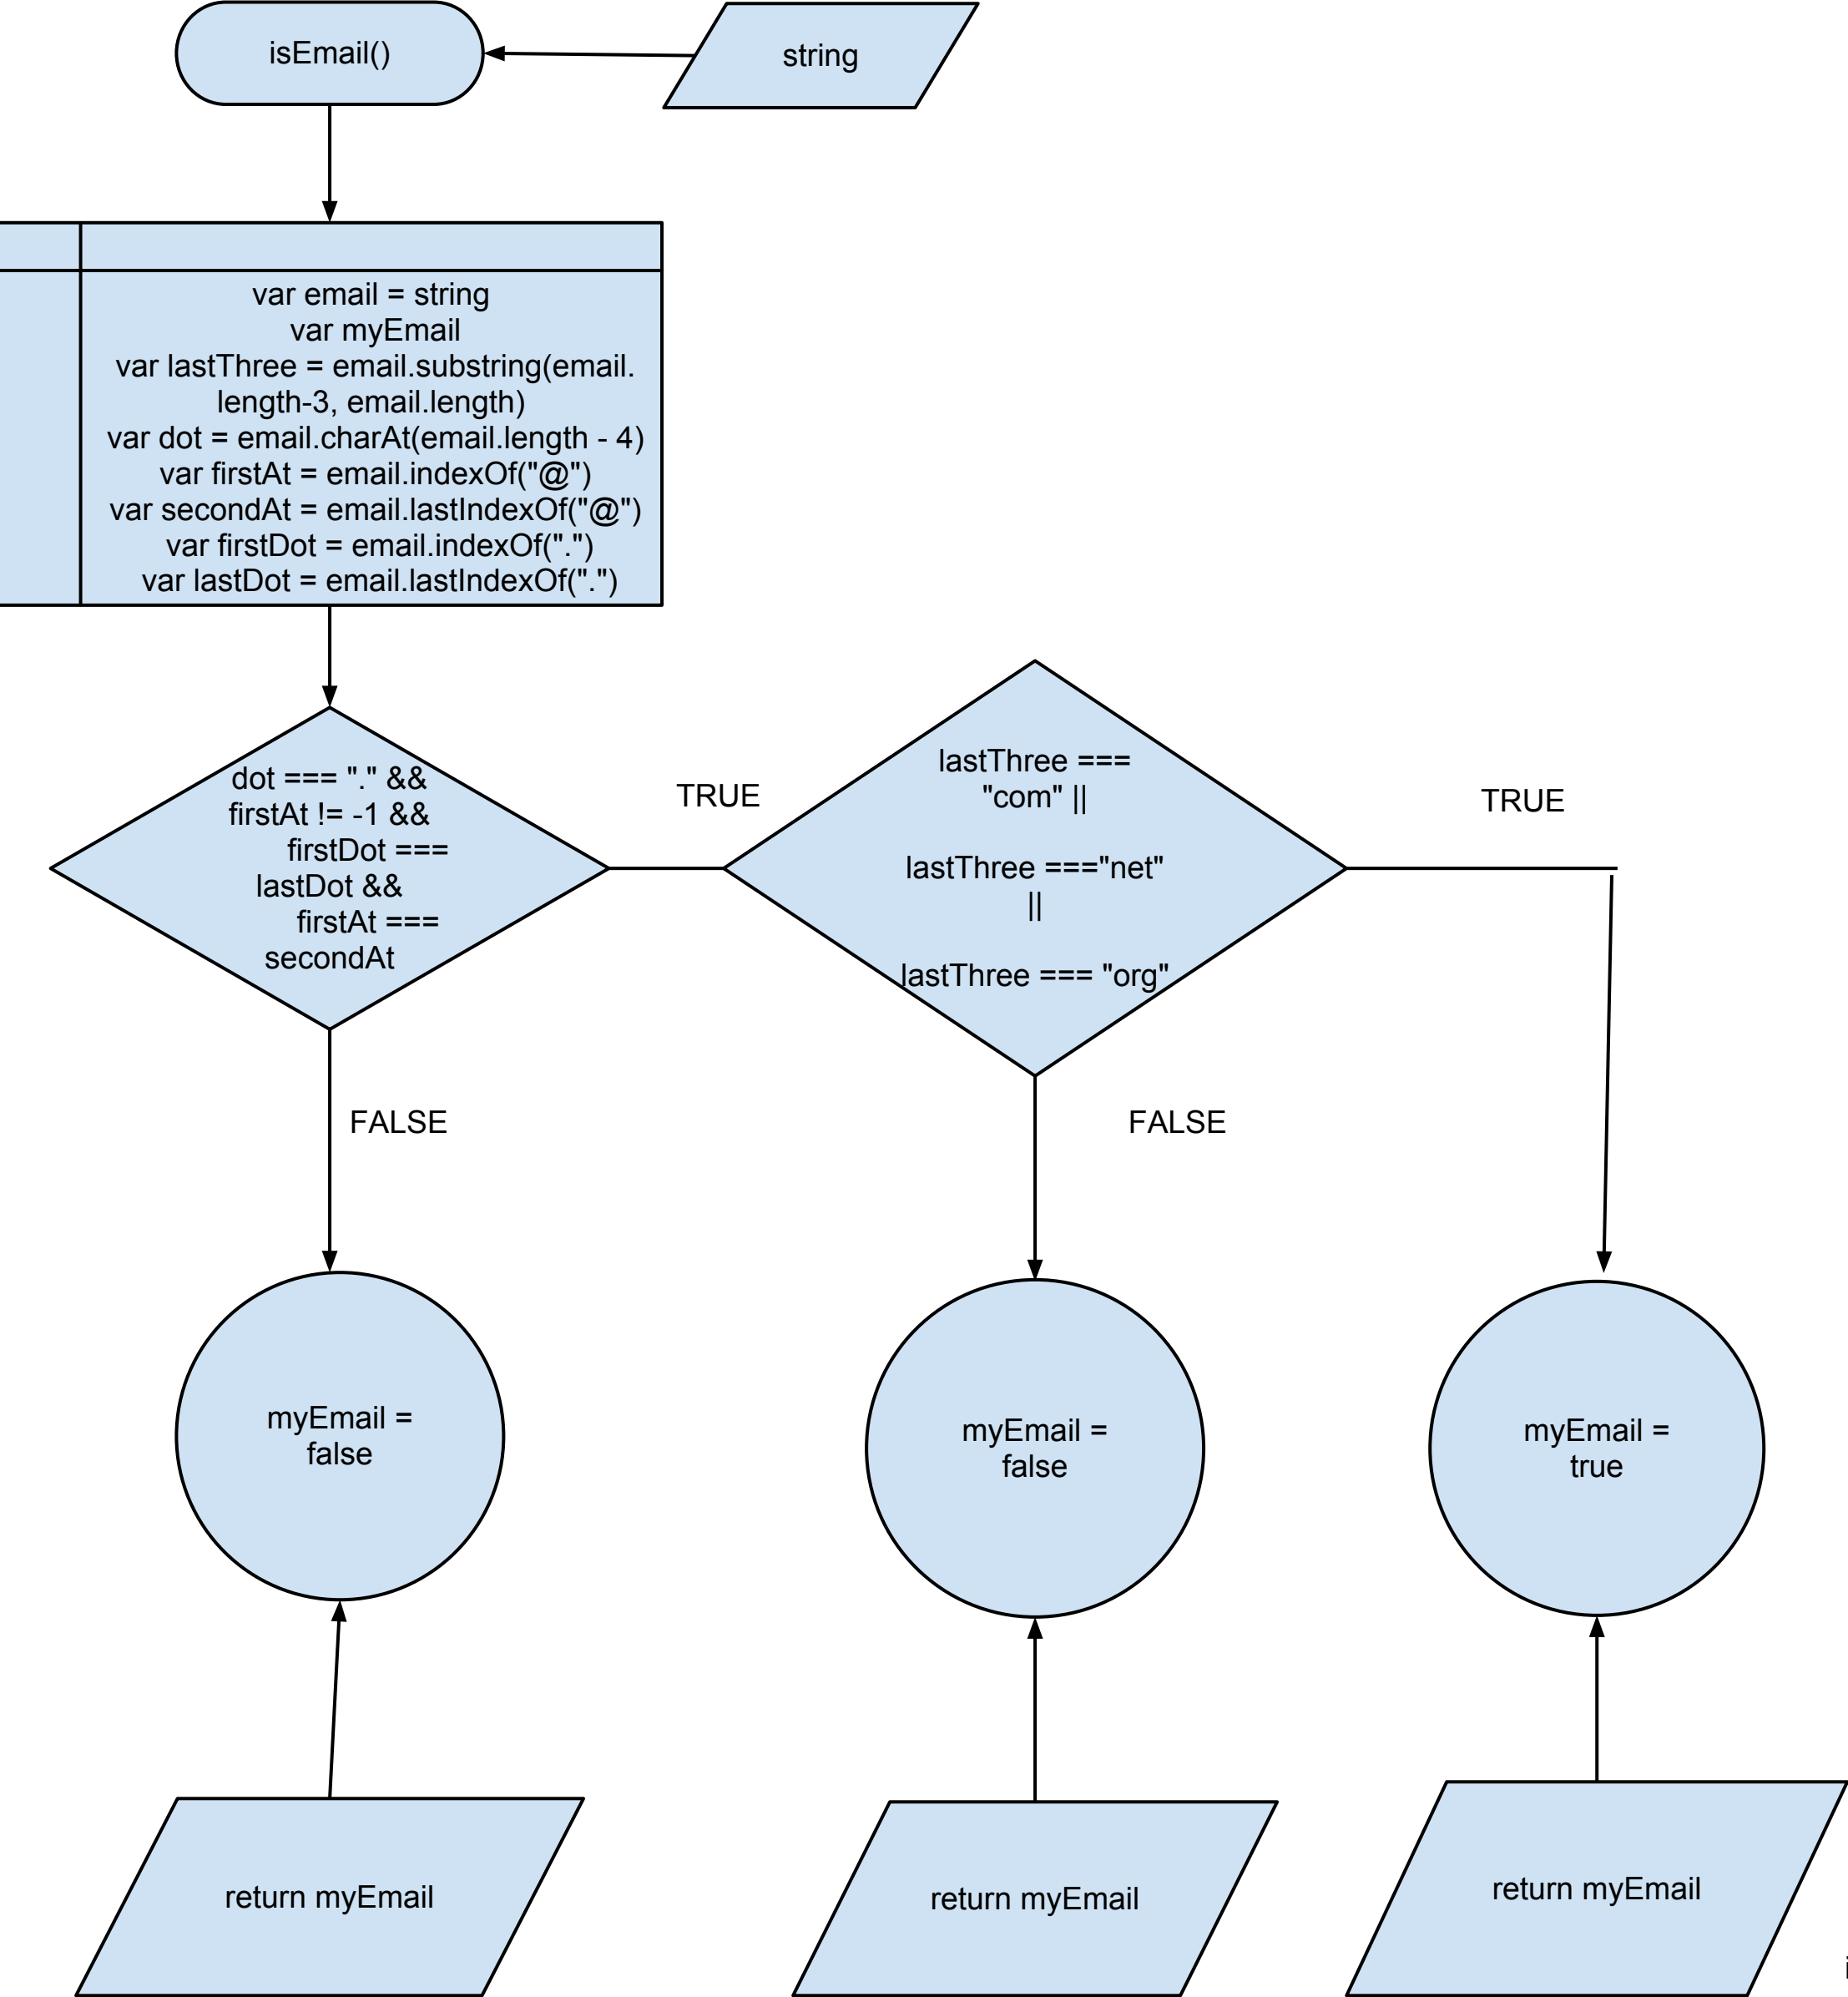 isEmail()
string
var email = string
var myEmail
var lastThree = email.substring(email.
length-3, email.length)
var dot = email.charAt(email.length - 4)
var firstAt = email.indexOf("@")
var secondAt = email.lastIndexOf("@")
var firstDot = email.indexOf(".")
var lastDot = email.lastIndexOf(".")
dot === "." &&
firstAt != -1 &&
firstDot ===
lastDot &&
firstAt ===
secondAt
TRUE
lastThree ===
"com" ||
lastThree ==="net"
||
lastThree === "org"
TRUE
FALSE
FALSE
myEmail =
false
myEmail =
false
myEmail =
true
return myEmail
return myEmail
return myEmail